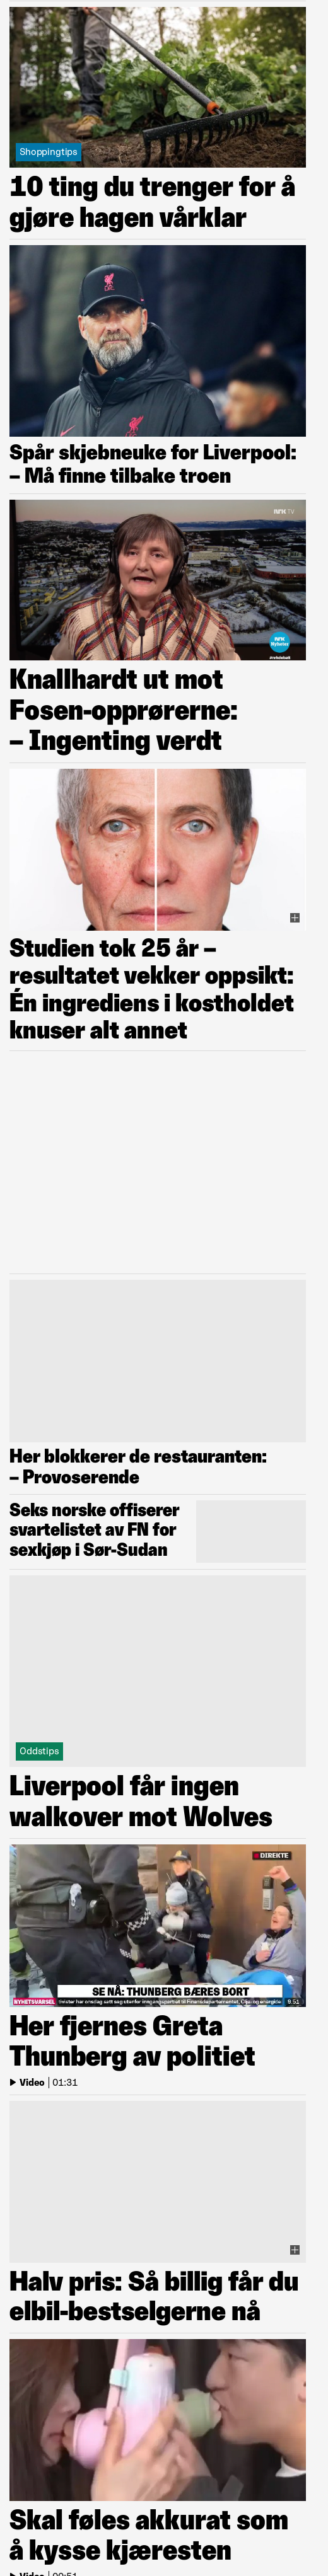 Shoppingtips
10 ting du trenger for å
gjøre hagen vårklar
Spår skjebneuke for Liverpool:
– Må finne tilbake troen
NRK TV
NRK
Nyheter
Knallhardt ut mot
Fosen-opprørerne:
– Ingenting verdt
Studien tok 25 år –
resultatet vekker oppsikt:
Én ingrediens i kostholdet
knuser alt annet
Her blokkerer de restauranten:
– Provoserende
Seks norske offiserer
svartelistet av FN for
sexkjøp i Sør-Sudan
Oddstips
Liverpool får ingen
walkover mot Wolves
DIREKTE
SE NÅ: THUNBERG BÆRES BORT
NYHETSVARSEL
9.51
Her fjernes Greta
Thunberg av politiet
Video | 01:31
Halv pris: Så billig får du
elbil-bestselgerne nå
Skal føles akkurat som
å kysse kjæresten